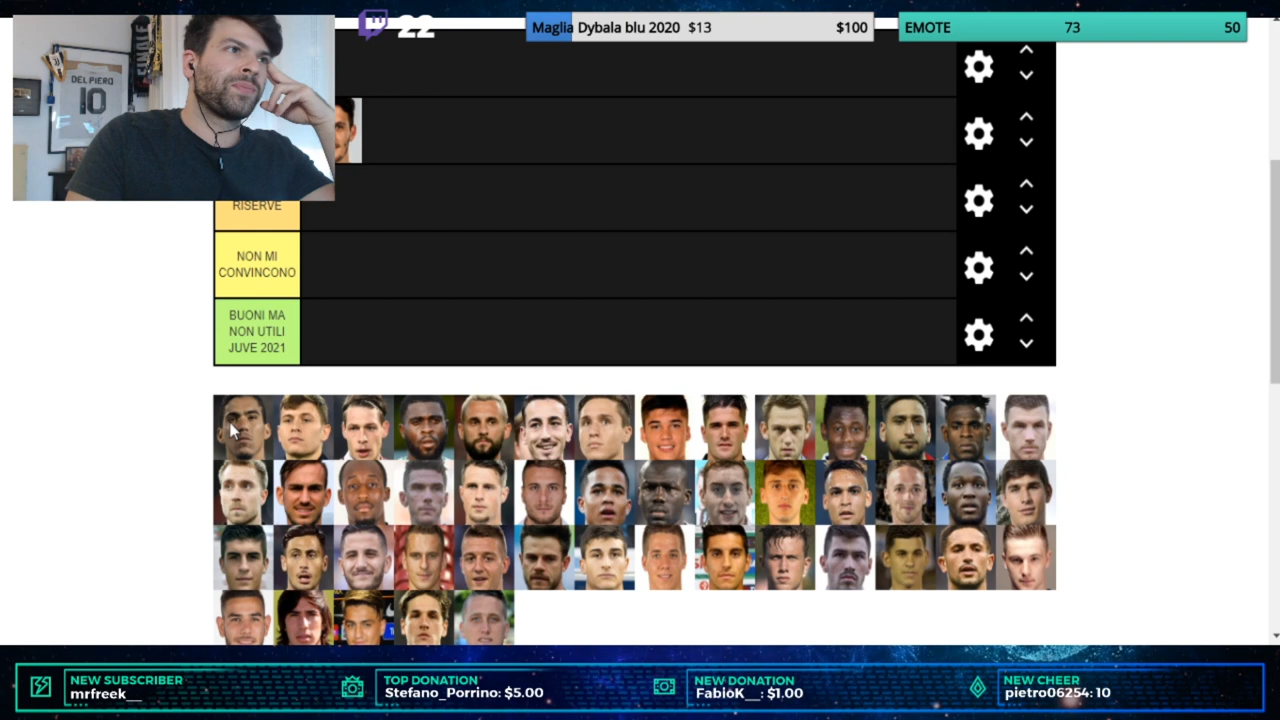 22
Maglia Dybala blu 2020 $13 $100
EMOTE 73 50
DEL PIERO
10
FINALE
RISERVE
NON MI
CONVINCONO
BUONI MA
NON UTILI
JUVE 2021
NEW SUBSCRIBER
mrfreek__
TOP DONATION
Stefano_Porrino: $5.00
NEW DONATION
FabioK__: $1.00
NEW CHEER
pietro06254: 10